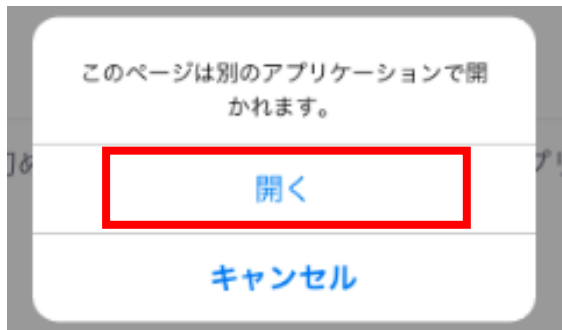 このページは別のアプリケーションで開
かれます。
開く
キャンセル